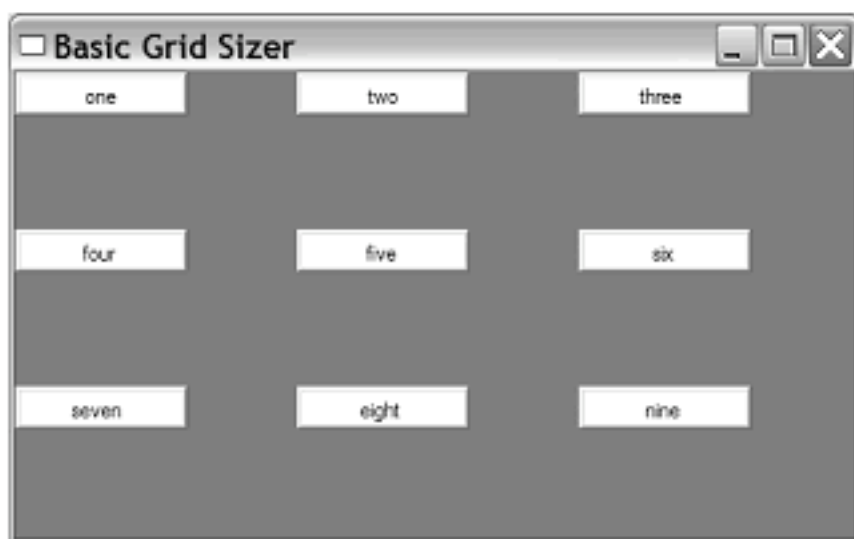 Basic Grid Sizer
one two three
four five six
seven eight nine